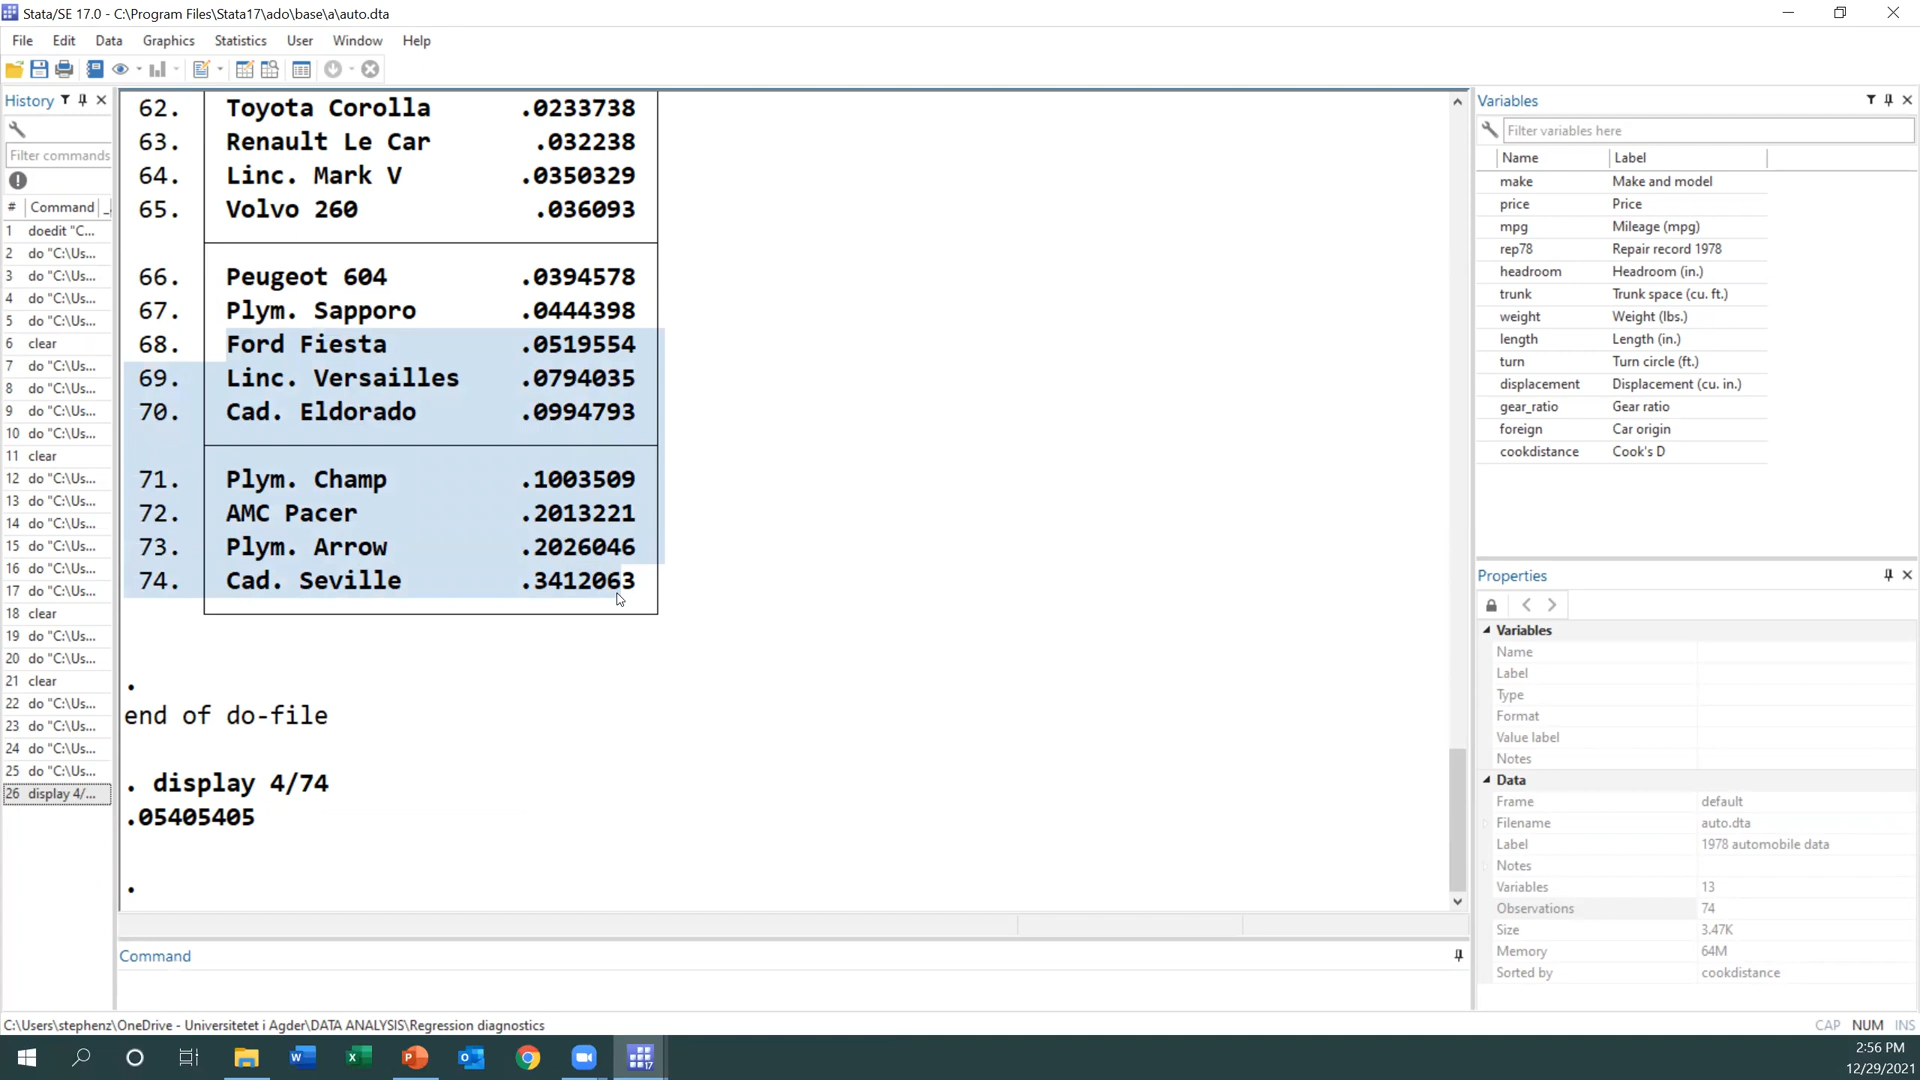 Stata/SE 17.0 - C:\Program Files\Stata17\ado\base\a\auto.dta
File Edit Data Graphics Statistics User Window Help
History
Filter commands
# Command _
1 doedit "C...
2 do "C:\Us...
3 do "C:\Us...
4 do "C:\Us...
5 do "C:\Us...
6 clear
7 do "C:\Us...
8 do "C:\Us...
9 do "C:\Us...
10 do "C:\Us...
11 clear
12 do "C:\Us...
13 do "C:\Us...
14 do "C:\Us...
15 do "C:\Us...
16 do "C:\Us...
17 do "C:\Us...
18 clear
19 do "C:\Us...
20 do "C:\Us...
21 clear
22 do "C:\Us...
23 do "C:\Us...
24 do "C:\Us...
25 do "C:\Us...
26 display 4/...
62. Toyota Corolla .0233738
63. Renault Le Car .032238
64. Linc. Mark V .0350329
65. Volvo 260 .036093
66. Peugeot 604 .0394578
67. Plym. Sapporo .0444398
68. Ford Fiesta .0519554
69. Linc. Versailles .0794035
70. Cad. Eldorado .0994793
71. Plym. Champ .1003509
72. AMC Pacer .2013221
73. Plym. Arrow .2026046
74. Cad. Seville .3412063
.
end of do-file
. display 4/74
.05405405
.
Command
Variables
Filter variables here
Name Label
make Make and model
price Price
mpg Mileage (mpg)
rep78 Repair record 1978
headroom Headroom (in.)
trunk Trunk space (cu. ft.)
weight Weight (lbs.)
length Length (in.)
turn Turn circle (ft.)
displacement Displacement (cu. in.)
gear_ratio Gear ratio
foreign Car origin
cookdistance Cook's D
Properties
Variables
Name
Label
Type
Format
Value label
Notes
Data
Frame default
Filename auto.dta
Label 1978 automobile data
Notes
Variables 13
Observations 74
Size 3.47K
Memory 64M
Sorted by cookdistance
C:\Users\stephenz\OneDrive - Universitetet i Agder\DATA ANALYSIS\Regression diagnostics
CAP NUM INS
2:56 PM
12/29/2021